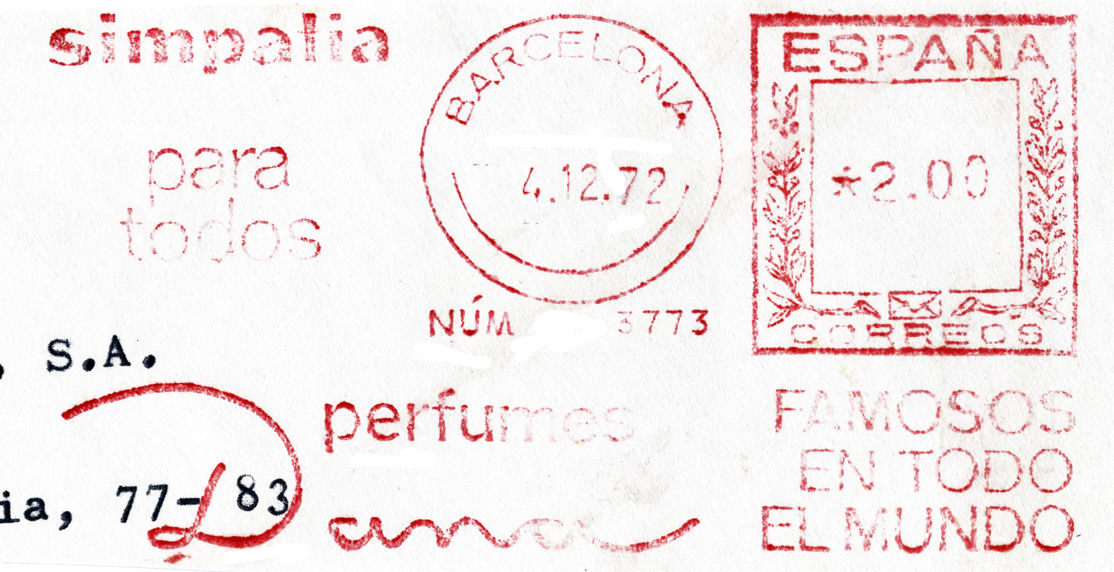 simpalia
para
todos
BARCELONA
4.12.72
NÚM 3773
ESPAÑA
*2.00
CORREOS
, S.A.
ia, 77-83
perfumes
Dana
FAMOSOS
EN TODO
EL MUNDO